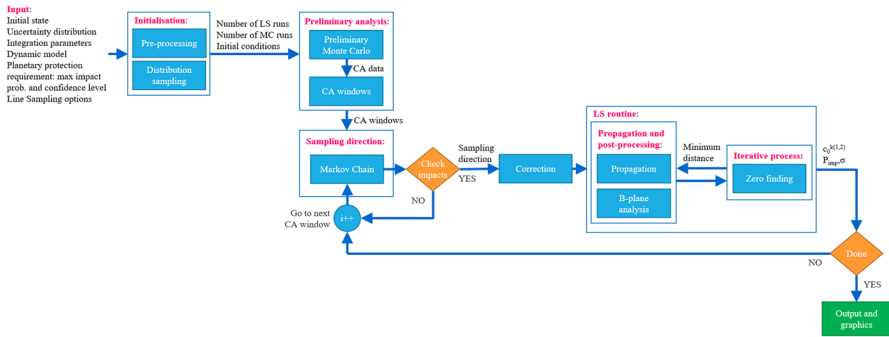 Input:
Initial state
Uncertainty distribution
Integration parameters
Dynamic model
Planetary protection
requirement: max impact
prob. and confidence level
Line Sampling options
Initialisation:
Pre-processing
Distribution
sampling
Number of LS runs
Number of MC runs
Initial conditions
Preliminary analysis:
Preliminary
Monte Carlo
CA data
CA windows
CA windows
Sampling direction:
Markov Chain
Check
impacts
Sampling
direction
YES
NO
Go to next
CA window
i++
Correction
LS routine:
Propagation and
post-processing:
Propagation
B-plane
analysis
Minimum
distance
Iterative process:
Zero finding
c₀ᵏ⁽¹,²⁾
P_imp,σ
Done
NO
YES
Output and
graphics